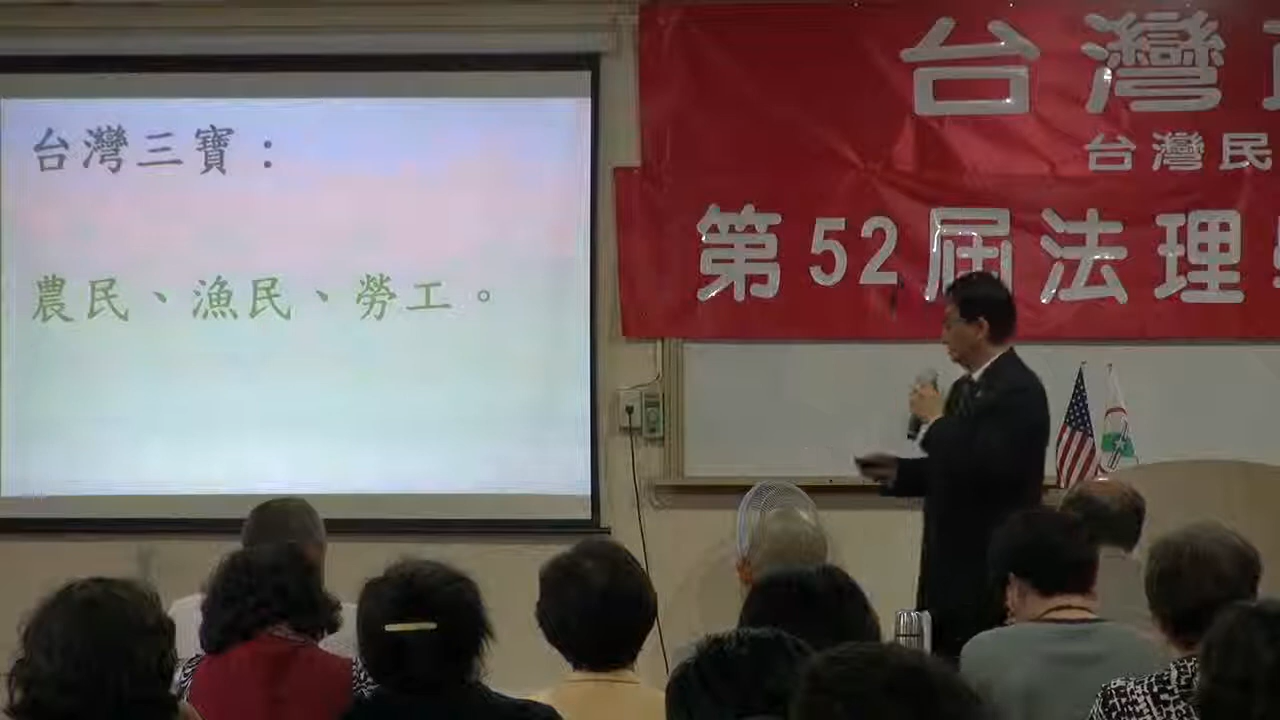 台灣三寶：
農民、漁民、勞工。
台灣
台灣民
第52屆法理